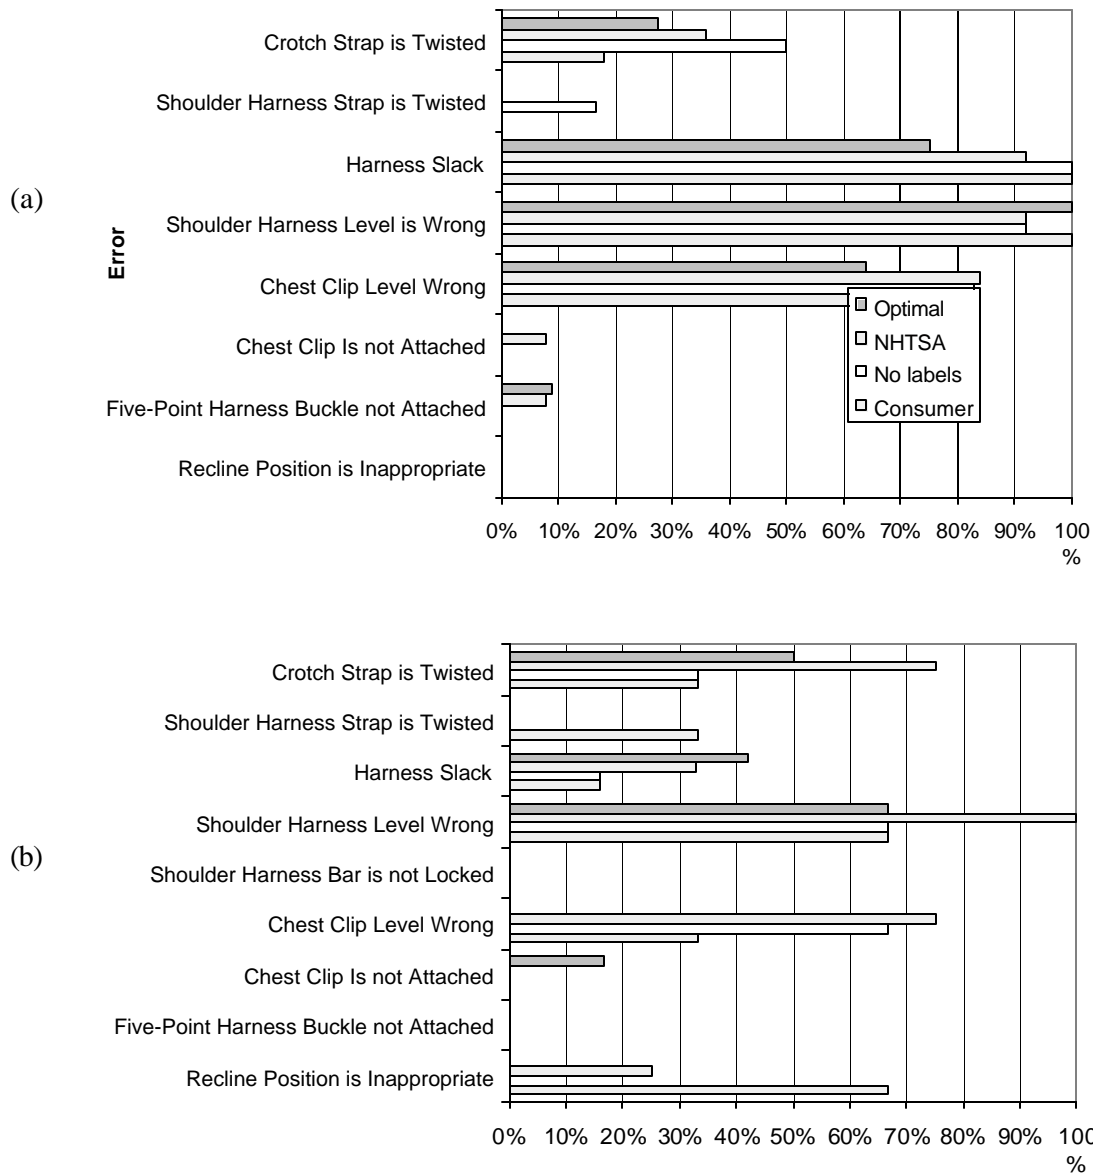 (a)
Error
Crotch Strap is Twisted
Shoulder Harness Strap is Twisted
Harness Slack
Shoulder Harness Level is Wrong
Chest Clip Level Wrong
Chest Clip Is not Attached
Five-Point Harness Buckle not Attached
Recline Position is Inappropriate
Optimal
NHTSA
No labels
Consumer
0% 10% 20% 30% 40% 50% 60% 70% 80% 90% 100
%
(b)
Crotch Strap is Twisted
Shoulder Harness Strap is Twisted
Harness Slack
Shoulder Harness Level Wrong
Shoulder Harness Bar is not Locked
Chest Clip Level Wrong
Chest Clip Is not Attached
Five-Point Harness Buckle not Attached
Recline Position is Inappropriate
0% 10% 20% 30% 40% 50% 60% 70% 80% 90% 100
%